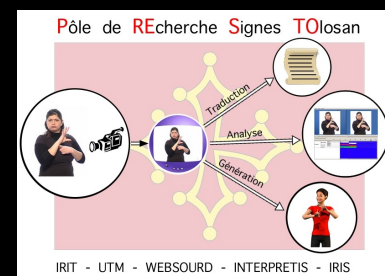 Pôle de REcherche Signes TOlosan
Traduction
Analyse
Génération
IRIT - UTM - WEBSOURD - INTERPRETIS - IRIS